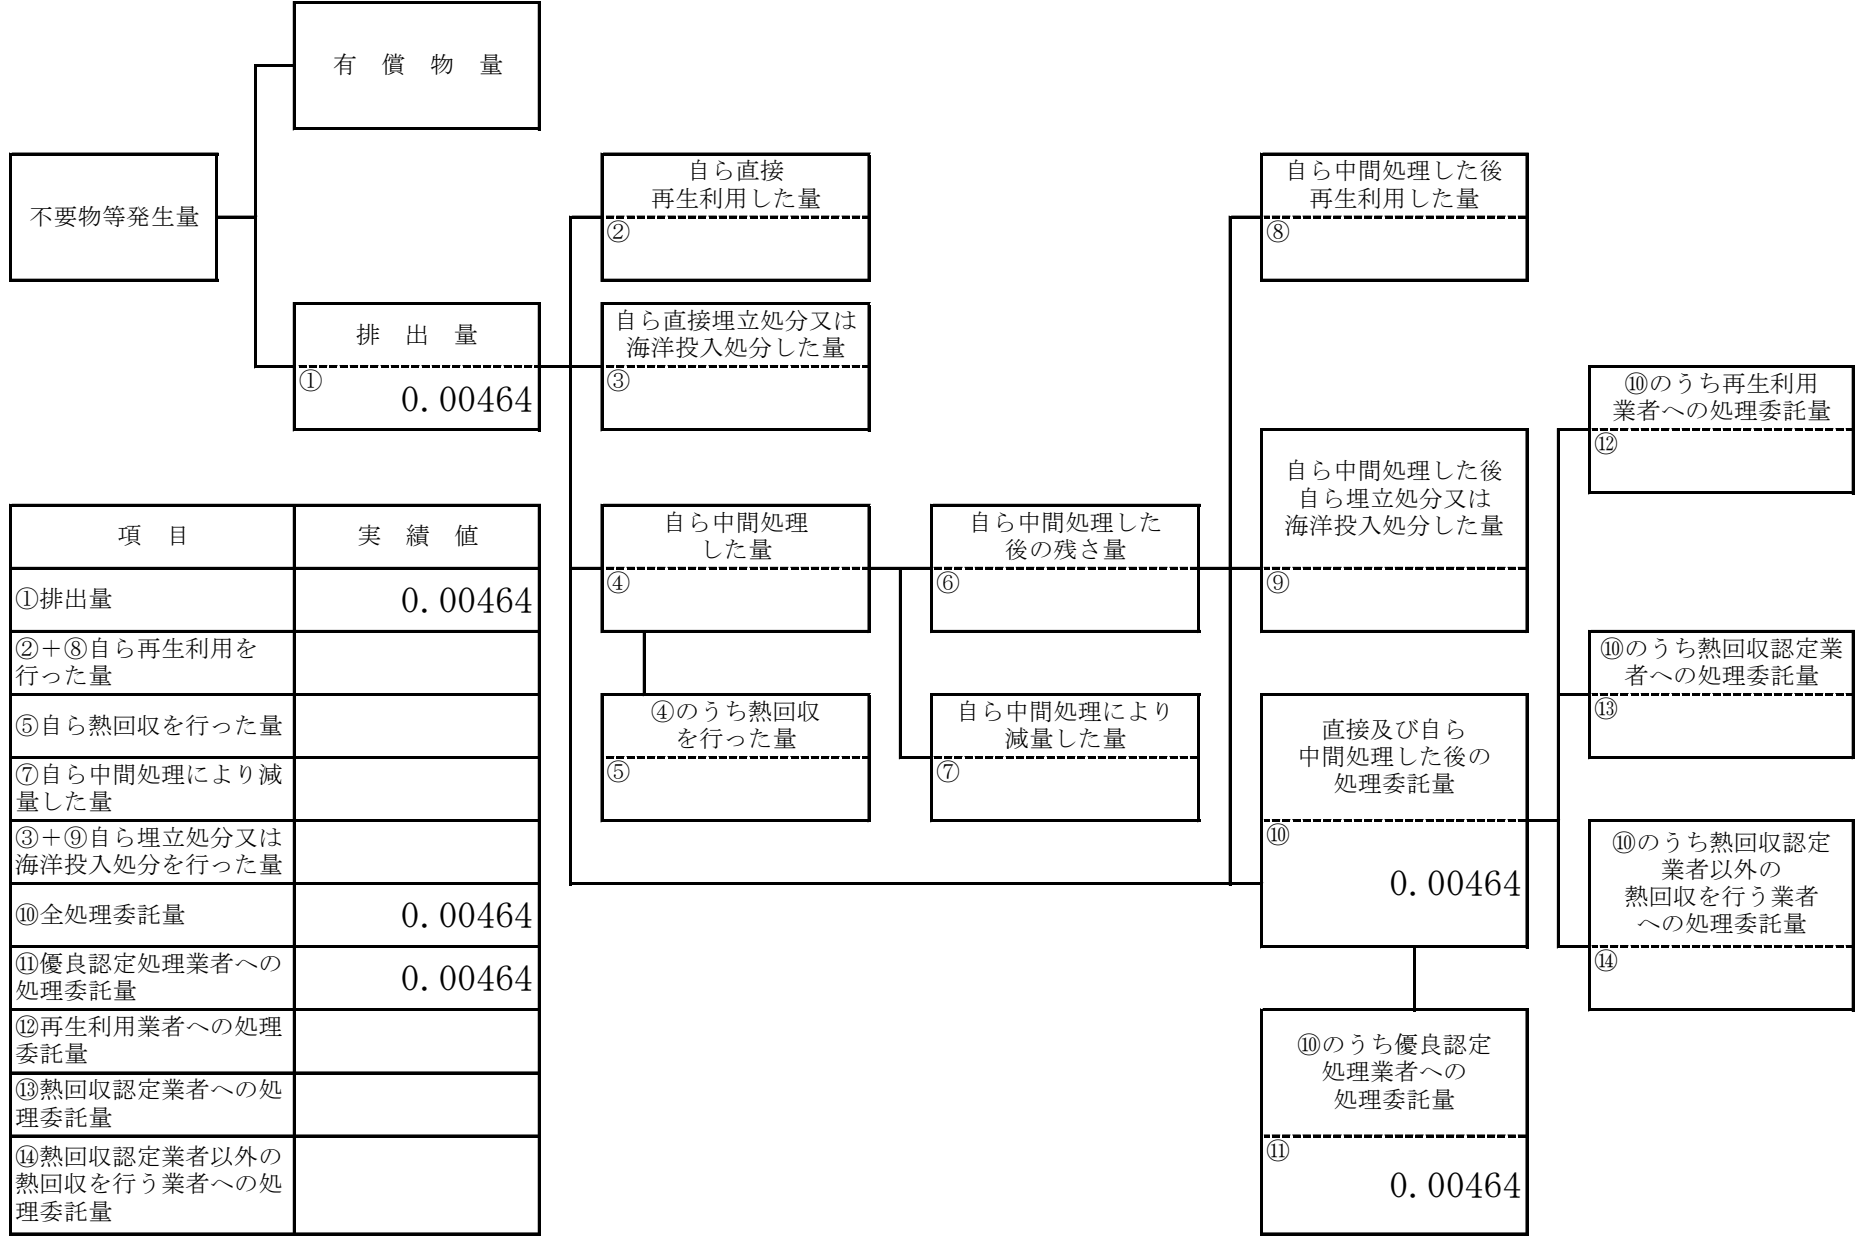 有　償　物　量
不要物等発生量
自ら直接
再生利用した量
②
自ら中間処理した後
再生利用した量
⑧
排　出　量
①
0.00464
自ら直接埋立処分又は
海洋投入処分した量
③
⑩のうち再生利用
業者への処理委託量
⑫
自ら中間処理した後
自ら埋立処分又は
海洋投入処分した量
⑨
自ら中間処理
した量
④
自ら中間処理した
後の残さ量
⑥
⑩のうち熱回収認定業
者への処理委託量
⑬
④のうち熱回収
を行った量
⑤
自ら中間処理により
減量した量
⑦
直接及び自ら
中間処理した後の
処理委託量
⑩
0.00464
⑩のうち熱回収認定
業者以外の
熱回収を行う業者
への処理委託量
⑭
⑩のうち優良認定
処理業者への
処理委託量
⑪
0.00464
項　目
実　績　値
①排出量
0.00464
②＋⑧自ら再生利用を
行った量
⑤自ら熱回収を行った量
⑦自ら中間処理により減
量した量
③＋⑨自ら埋立処分又は
海洋投入処分を行った量
⑩全処理委託量
0.00464
⑪優良認定処理業者への
処理委託量
0.00464
⑫再生利用業者への処理
委託量
⑬熱回収認定業者への処
理委託量
⑭熱回収認定業者以外の
熱回収を行う業者への処
理委託量